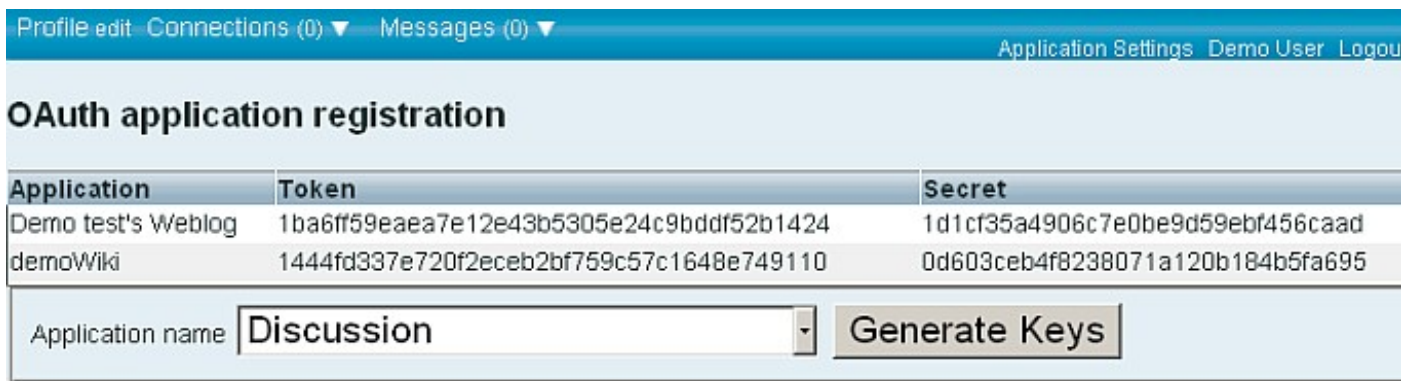 Profile edit Connections (0) ▼ Messages (0) ▼
Application Settings Demo User Logou
OAuth application registration
Application Token Secret
Demo test's Weblog 1ba6ff59eaea7e12e43b5305e24c9bddf52b1424 1d1cf35a4906c7e0be9d59ebf456caad
demoWiki 1444fd337e720f2eceb2bf759c57c1648e749110 0d603ceb4f8238071a120b184b5fa695
Application name Discussion Generate Keys